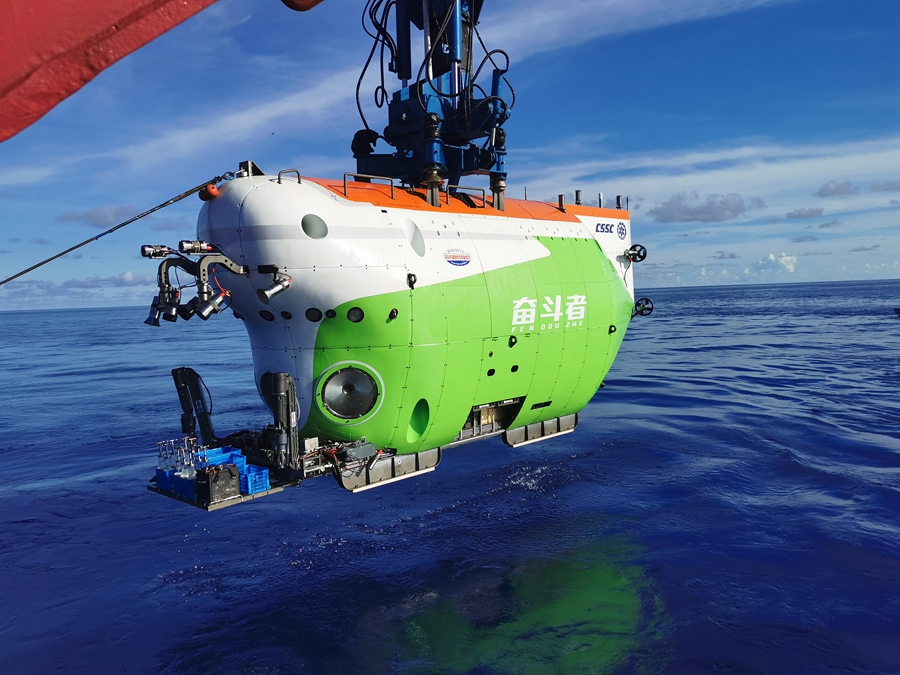 CSSC
奋斗者
FEN DOU ZHE